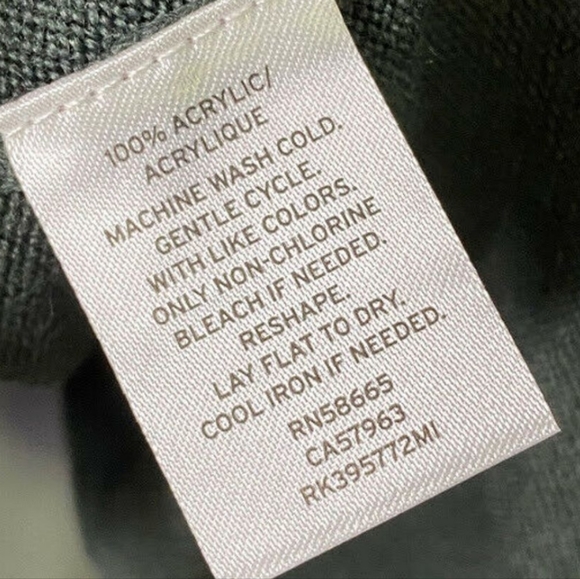 100% ACRYLIC/
ACRYLIQUE
MACHINE WASH COLD.
GENTLE CYCLE.
WITH LIKE COLORS.
ONLY NON-CHLORINE
BLEACH IF NEEDED.
RESHAPE.
LAY FLAT TO DRY.
COOL IRON IF NEEDED.
RN58665
CA57963
RK395772MI